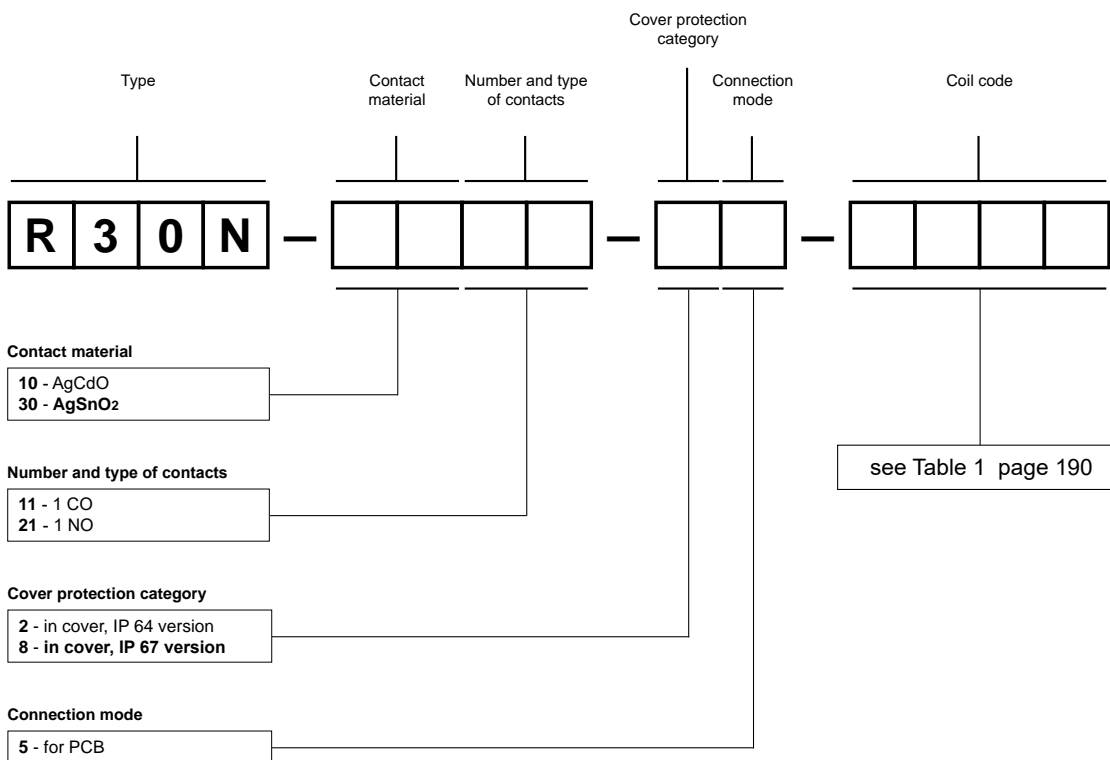 Cover protection
category
Type
Contact
material
Number and type
of contacts
Connection
mode
Coil code
R 3 0 N – – –
Contact material
10 - AgCdO
30 - AgSnO2
Number and type of contacts
11 - 1 CO
21 - 1 NO
see Table 1 page 190
Cover protection category
2 - in cover, IP 64 version
8 - in cover, IP 67 version
Connection mode
5 - for PCB